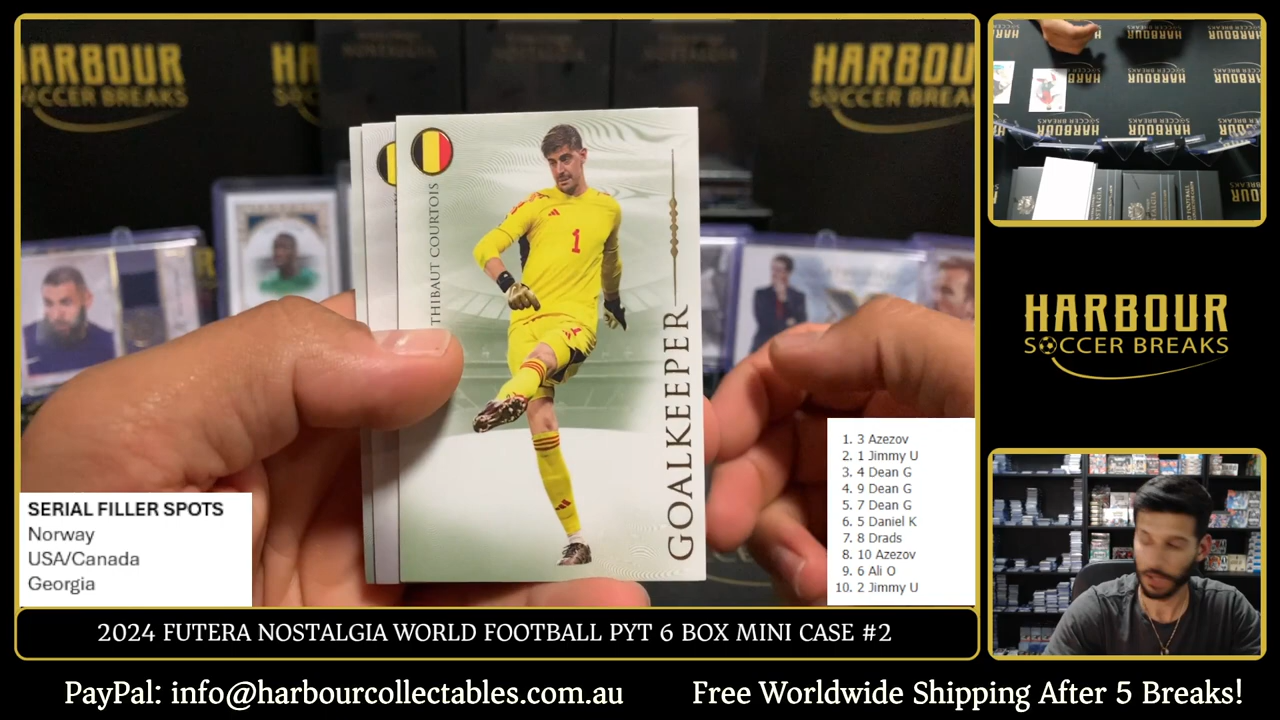 HARBOUR
SOCCER BREAKS
HARBOUR
SOCCER BREA
NOSTALGIA
THIBAUT COURTOIS
1
GOALKEEPER
HARBOUR
SOCCER BREAKS
SERIAL FILLER SPOTS
Norway
USA/Canada
Georgia
1. 3 Azezov
2. 1 Jimmy U
3. 4 Dean G
4. 9 Dean G
5. 7 Dean G
6. 5 Daniel K
7. 8 Drads
8. 10 Azezov
9. 6 Ali O
10. 2 Jimmy U
2024 FUTERA NOSTALGIA WORLD FOOTBALL PYT 6 BOX MINI CASE #2
PayPal: info@harbourcollectables.com.au
Free Worldwide Shipping After 5 Breaks!